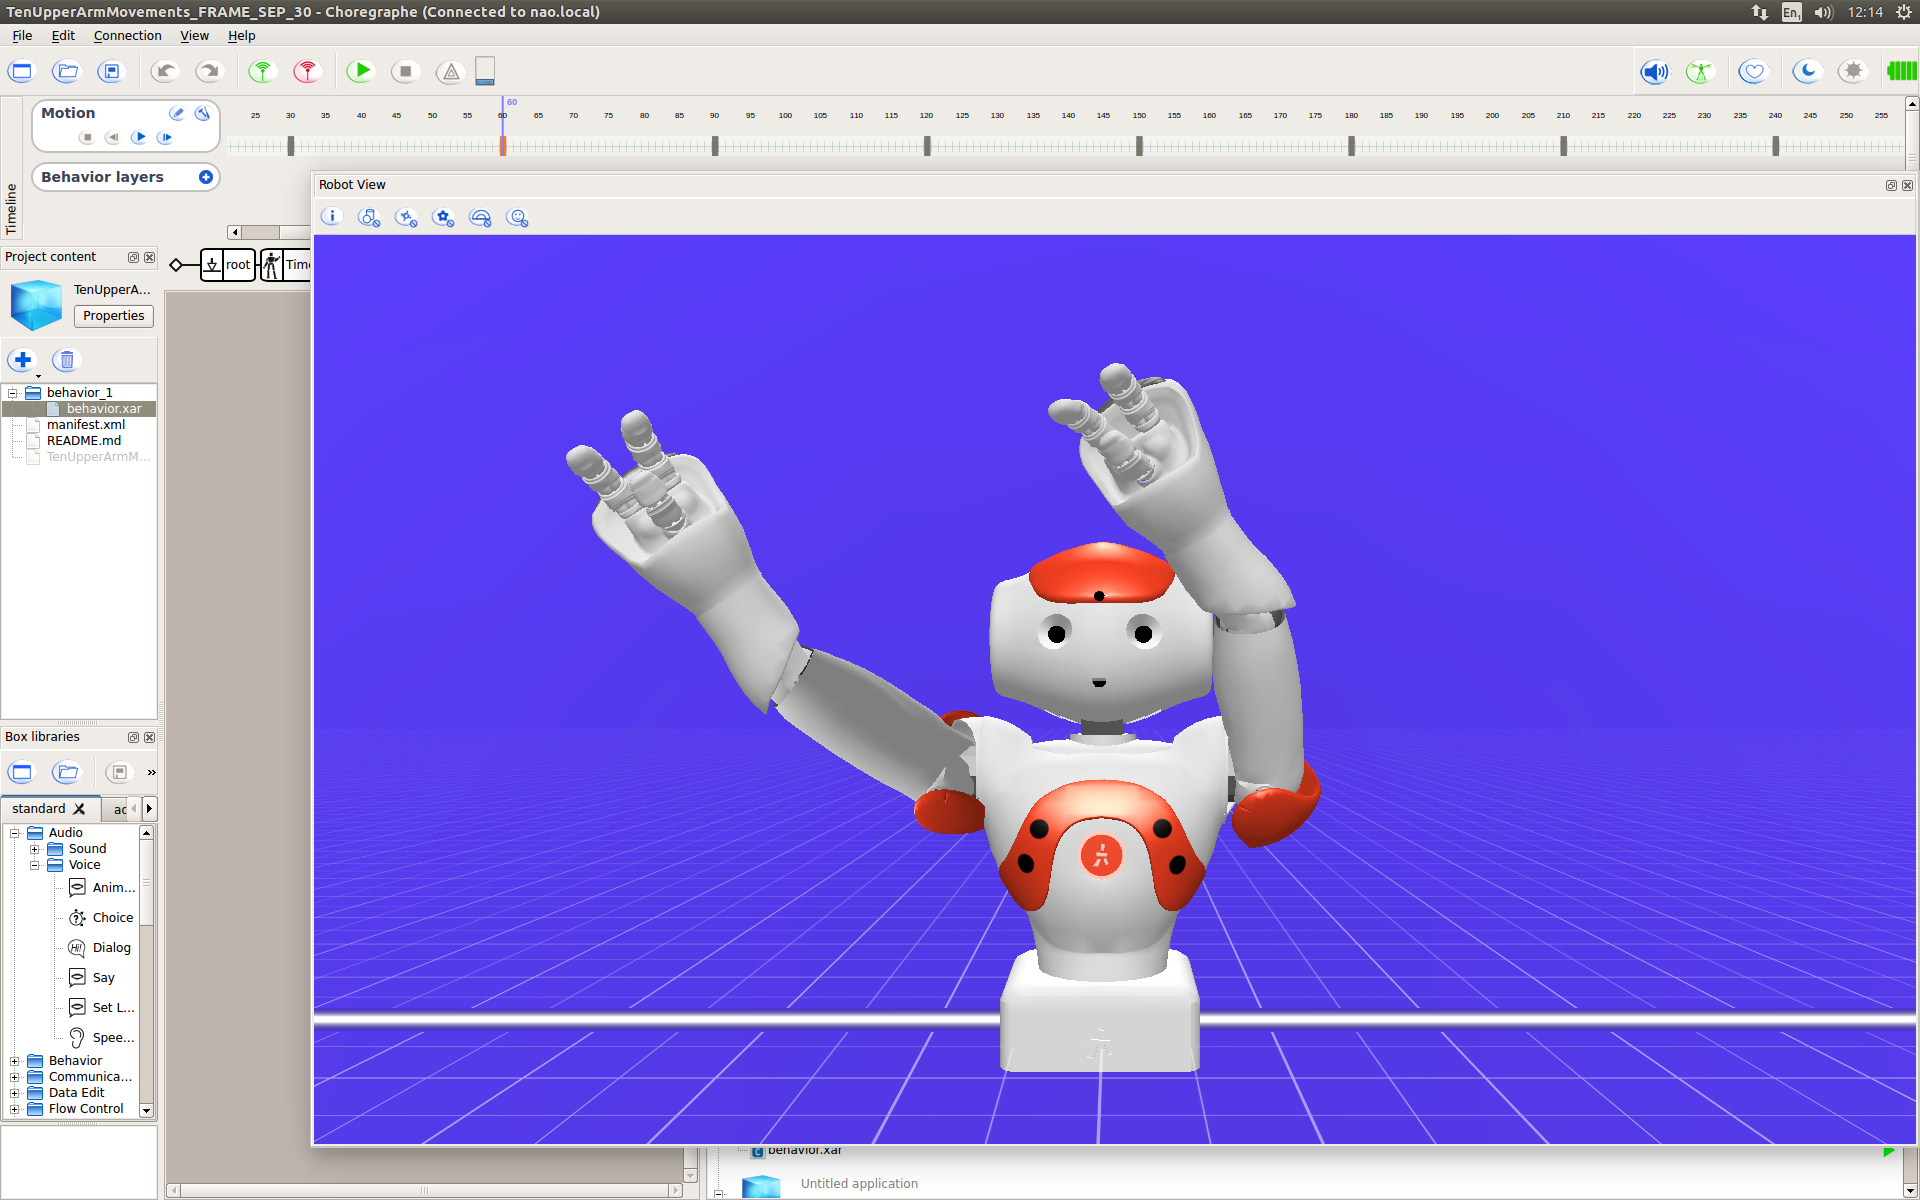 TenUpperArmMovements_FRAME_SEP_30 - Choregraphe (Connected to nao.local)
En1
12:14
File Edit Connection View Help
Motion
60
25 30 35 40 45 50 55 60 65 70 75 80 85 90 95 100 105 110 115 120 125 130 135 140 145 150 155 160 165 170 175 180 185 190 195 200 205 210 215 220 225 230 235 240 245 250 255
Behavior layers
Timeline
Robot View
Project content
root
Time
TenUpperA...
Properties
behavior_1
behavior.xar
manifest.xml
README.md
TenUpperArmM...
Box libraries
standard
Audio
Sound
Voice
Anim...
Choice
Hi!
Dialog
Say
Set L...
Spee...
Behavior
Communica...
Data Edit
Flow Control
behavior.xar
Untitled application